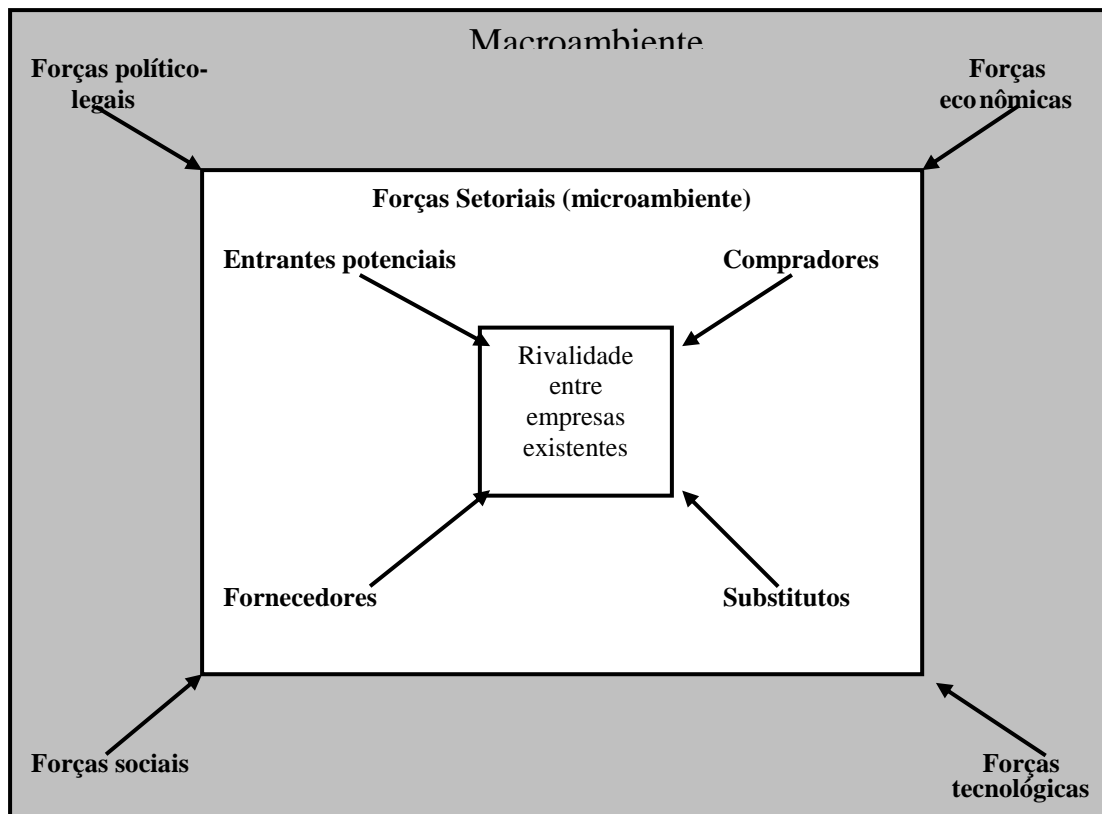 Macroambiente
Forças político-
legais
Forças
econômicas
Forças Setoriais (microambiente)
Entrantes potenciais
Compradores
Rivalidade
entre
empresas
existentes
Fornecedores
Substitutos
Forças sociais
Forças
tecnológicas